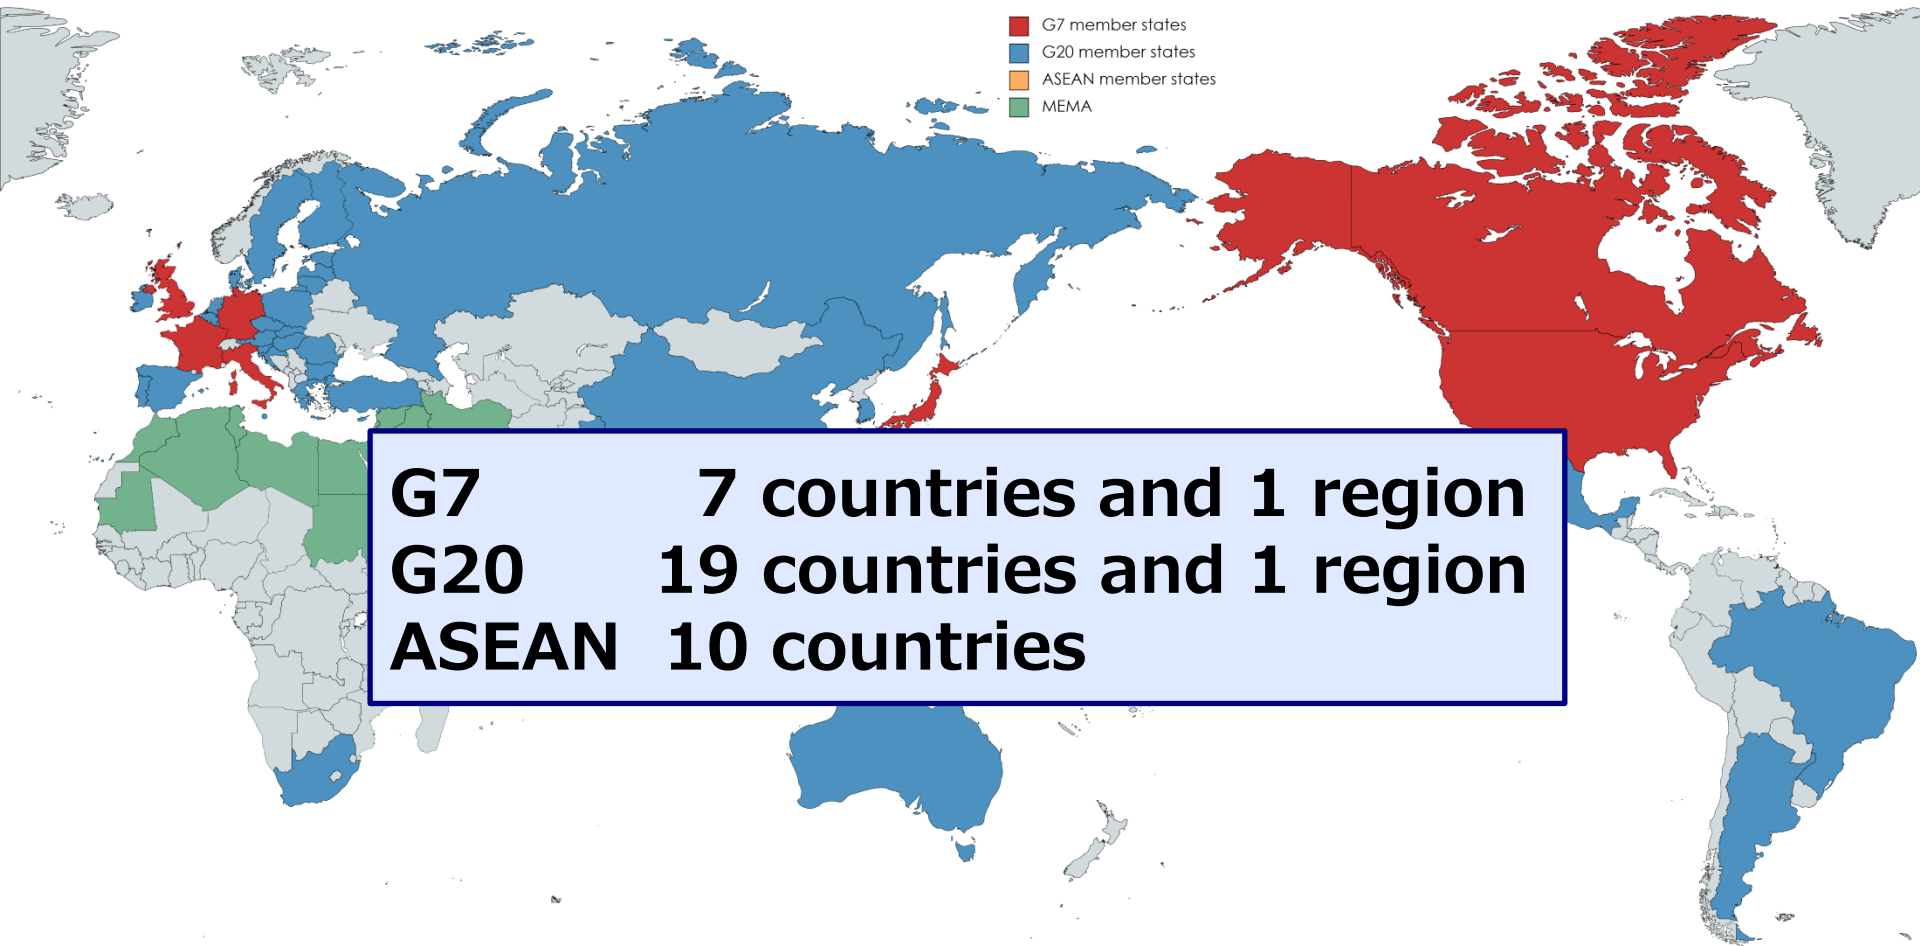 G7 member states
G20 member states
ASEAN member states
MEMA
G7 7 countries and 1 region
G20 19 countries and 1 region
ASEAN 10 countries